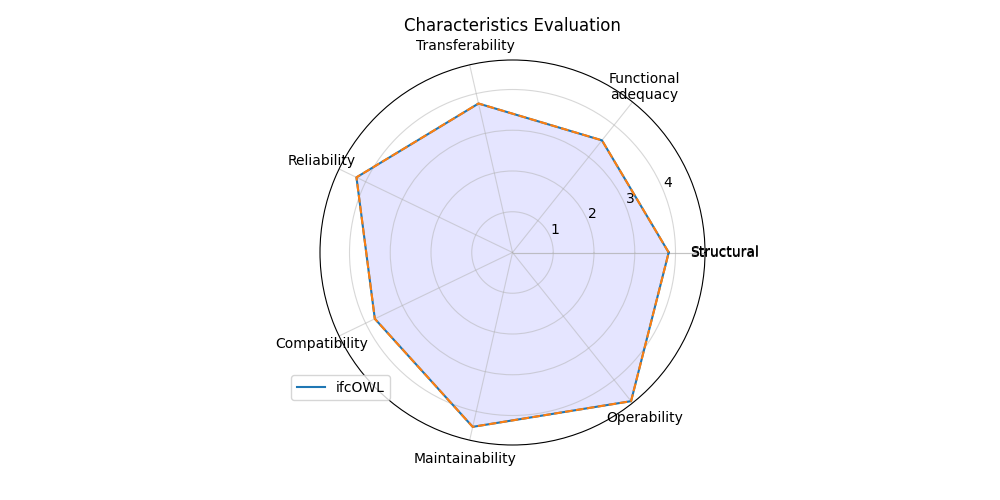 Characteristics Evaluation
Transferability
Functional
adequacy
Reliability
4
3
2
1
Structural
Compatibility
ifcOWL
Operability
Maintainability